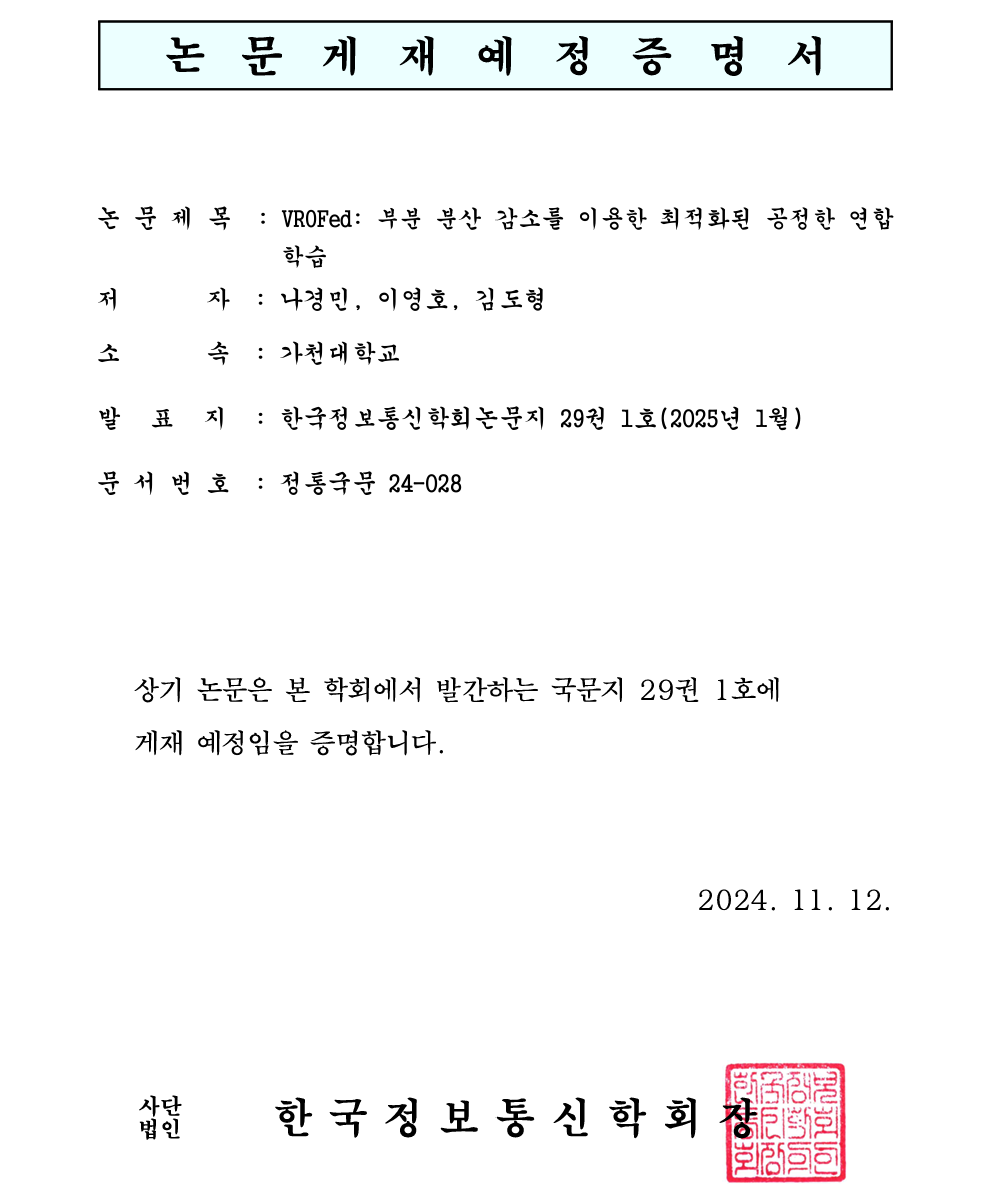 논 문 게 재 예 정 증 명 서
논 문 제 목 : VROFed: 부분 분산 감소를 이용한 최적화된 공정한 연합
학습
저 자 : 나경민, 이영호, 김도형
소 속 : 가천대학교
발 표 지 : 한국정보통신학회논문지 29권 1호(2025년 1월)
문 서 번 호 : 정통국문 24-028
상기 논문은 본 학회에서 발간하는 국문지 29권 1호에
게재 예정임을 증명합니다.
2024. 11. 12.
사단
법인
한 국 정 보 통 신 학 회 장